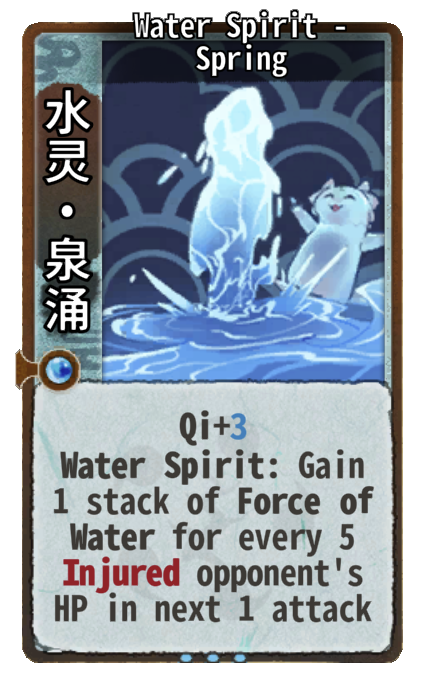 Water Spirit -
Spring
水灵·泉涌
Qi+3
Water Spirit: Gain
1 stack of Force of
Water for every 5
Injured opponent's
HP in next 1 attack